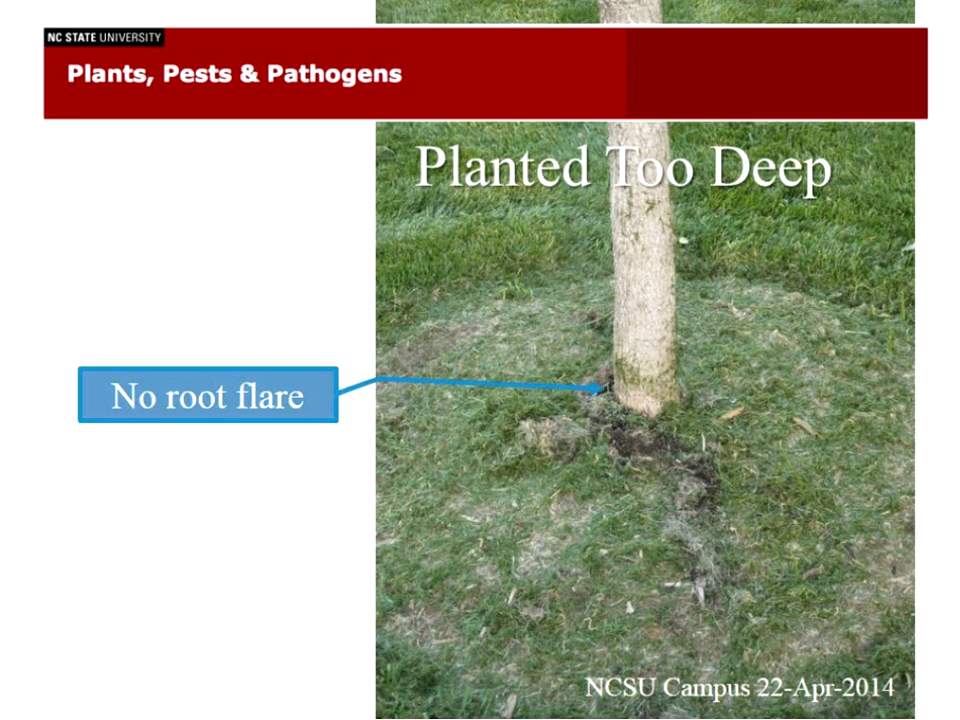 NC STATE UNIVERSITY
Plants, Pests & Pathogens
Planted Too Deep
No root flare
NCSU Campus 22-Apr-2014